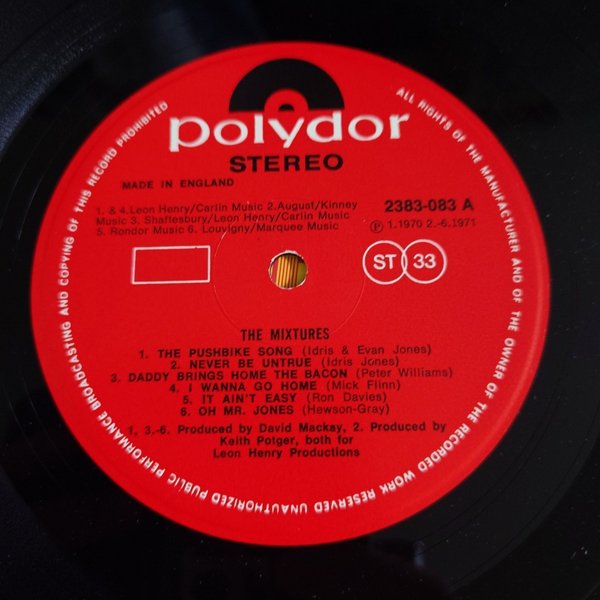 polydor
STEREO
MADE IN ENGLAND
2383-083 A
1. & 4.Leon Henry/Carlin Music 2.August/Kinney
Music 3. Shaftesbury/Leon Henry/Carlin Music
5. Rondor Music 6. Louvigny/Marquee Music
Ⓟ 1.1970 2.-6.1971
ST 33
THE MIXTURES
1. THE PUSHBIKE SONG (Idris & Evan Jones)
2. NEVER BE UNTRUE (Idris Jones)
3. DADDY BRINGS HOME THE BACON (Peter Williams)
4. I WANNA GO HOME (Mick Flinn)
5. IT AIN'T EASY (Ron Davies)
6. OH MR. JONES (Hewson-Gray)
1, 3.-6. Produced by David Mackay, 2. Produced by
Keith Potger, both for
Leon Henry Productions
ALL RIGHTS OF THE MANUFACTURER AND OF THE OWNER OF THE RECORDED WORK RESERVED UNAUTHORIZED PUBLIC PERFORMANCE BROADCASTING AND COPYING OF THIS RECORD PROHIBITED